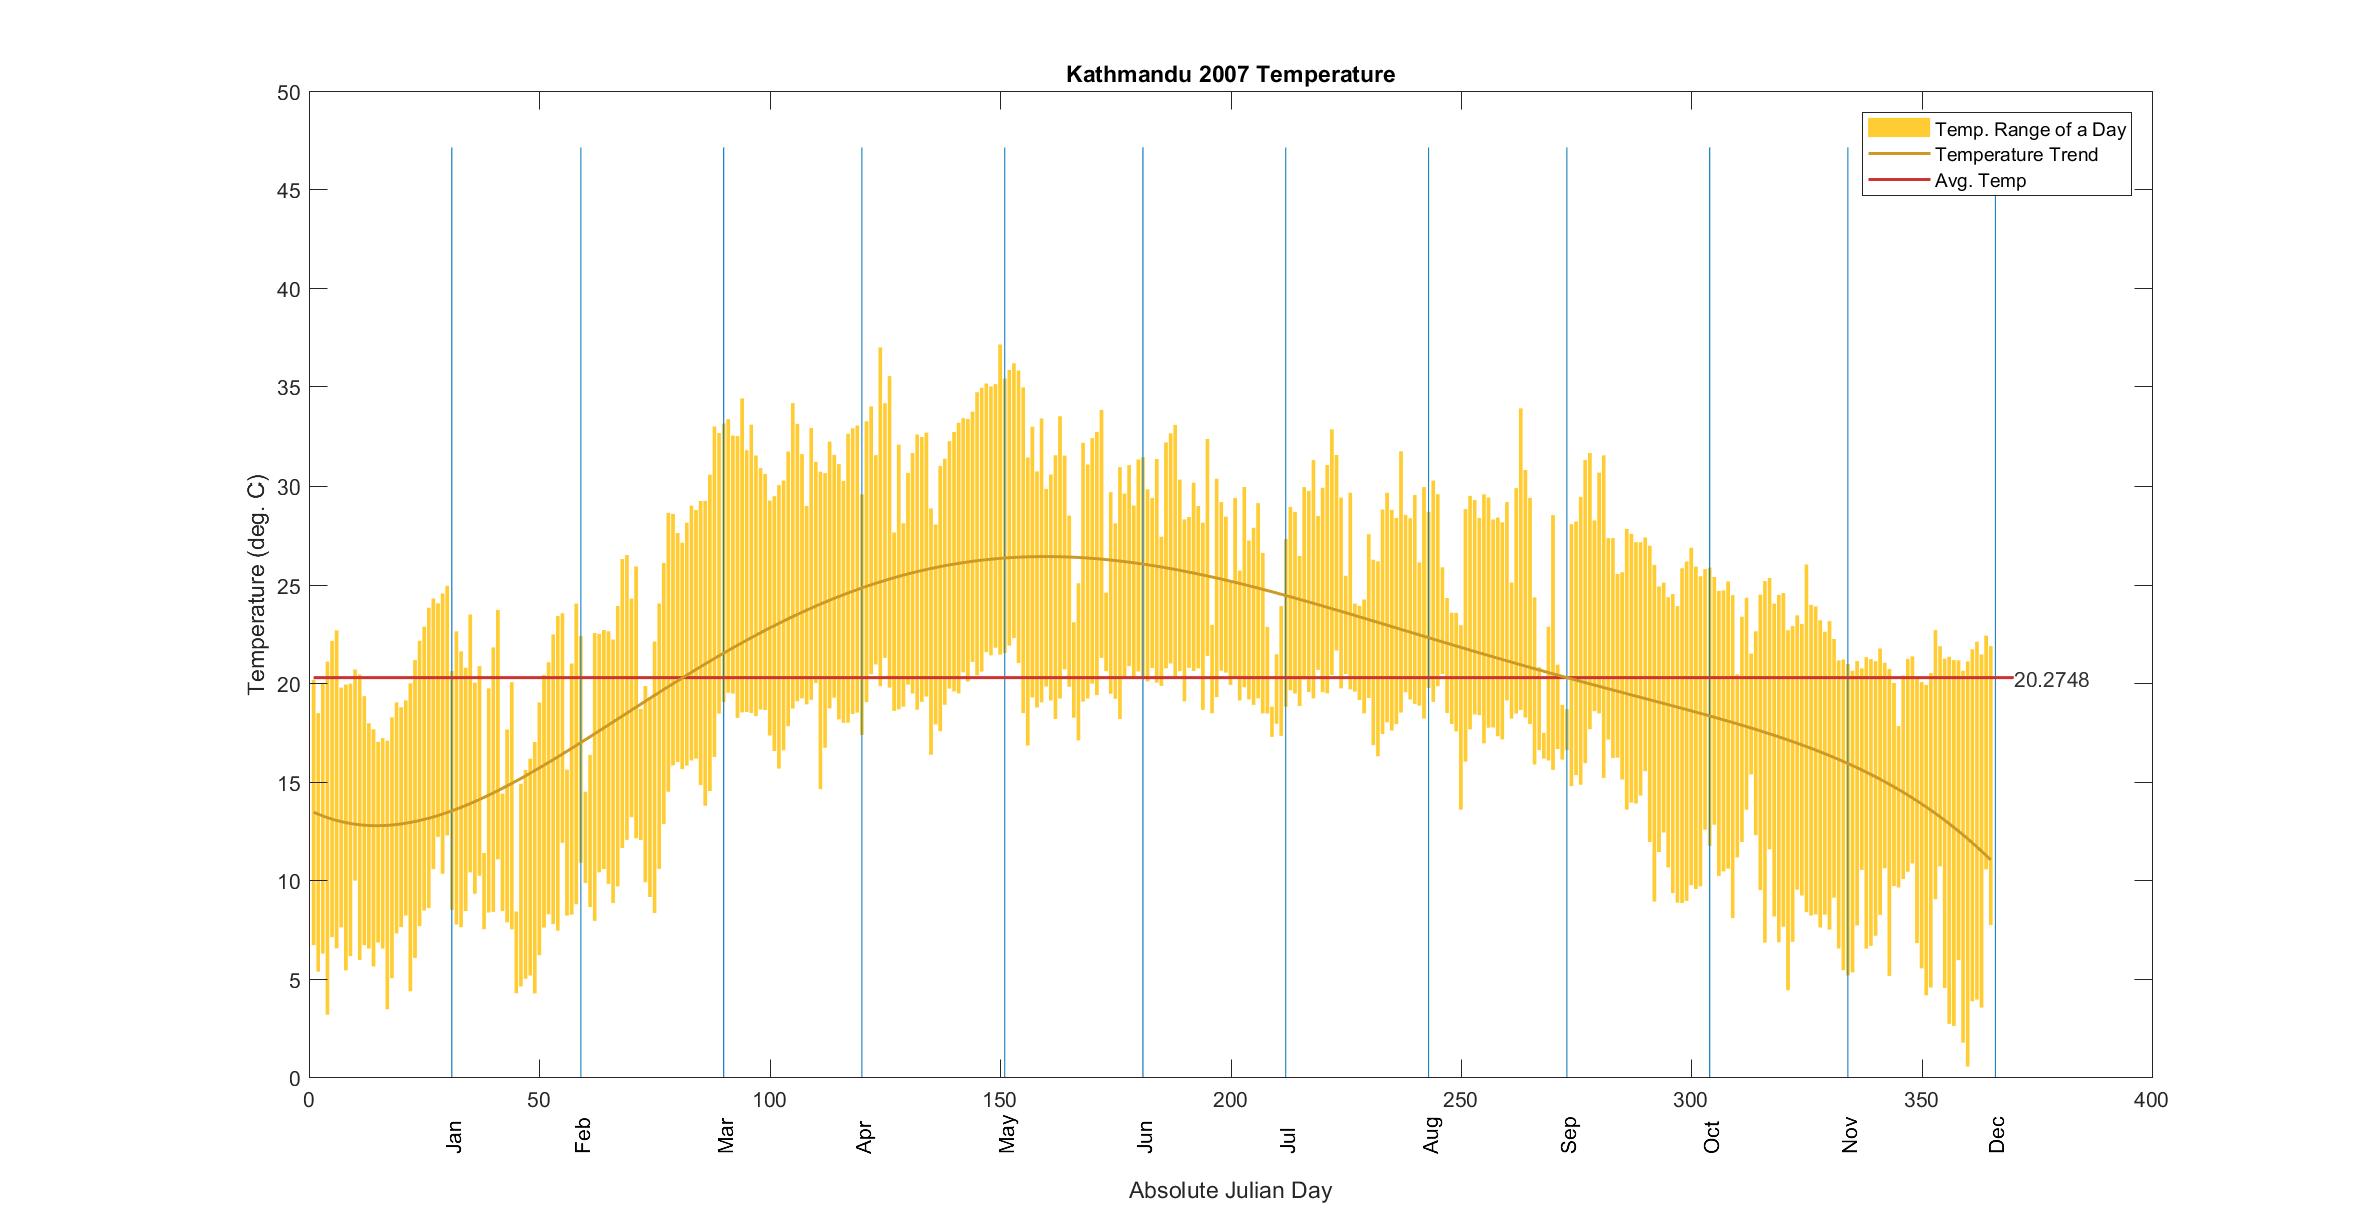 Kathmandu 2007 Temperature
50
45
40
35
30
25
20
15
10
5
0
Temperature (deg. C)
Temp. Range of a Day
Temperature Trend
Avg. Temp
20.2748
0 50 100 150 200 250 300 350 400
Jan Feb Mar Apr May Jun Jul Aug Sep Oct Nov Dec
Absolute Julian Day